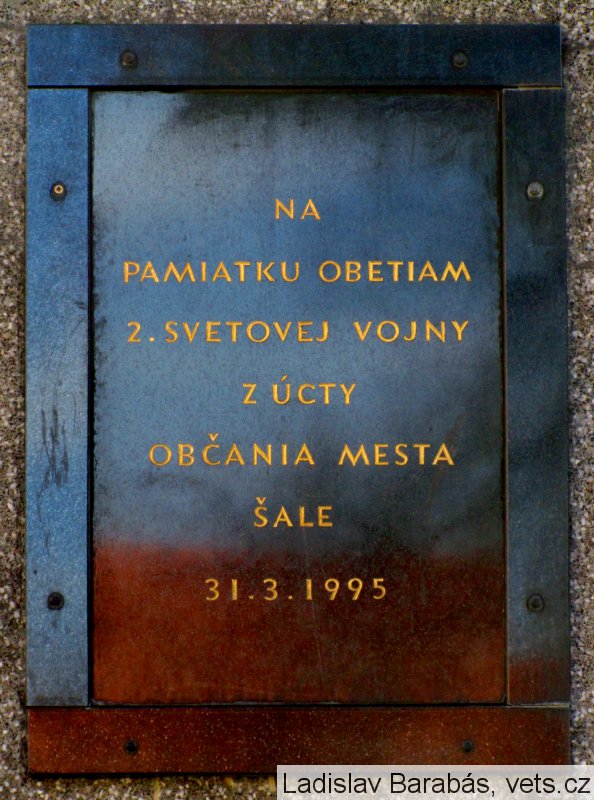 NA
PAMIATKU OBETIAM
2. SVETOVEJ VOJNY
Z ÚCTY
OBČANIA MESTA
ŠALE
31.3.1995
Ladislav Barabás, vets.cz